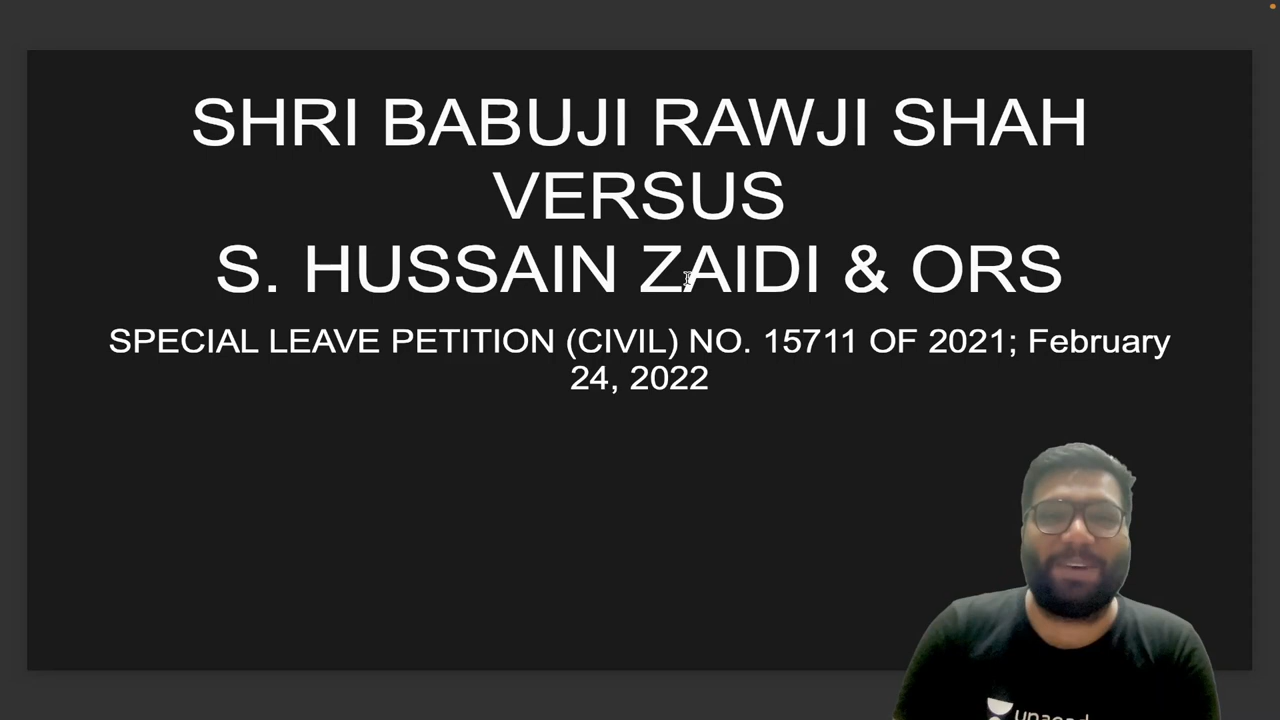 SHRI BABUJI RAWJI SHAH
VERSUS
S. HUSSAIN ZAIDI & ORS
SPECIAL LEAVE PETITION (CIVIL) NO. 15711 OF 2021; February
24, 2022